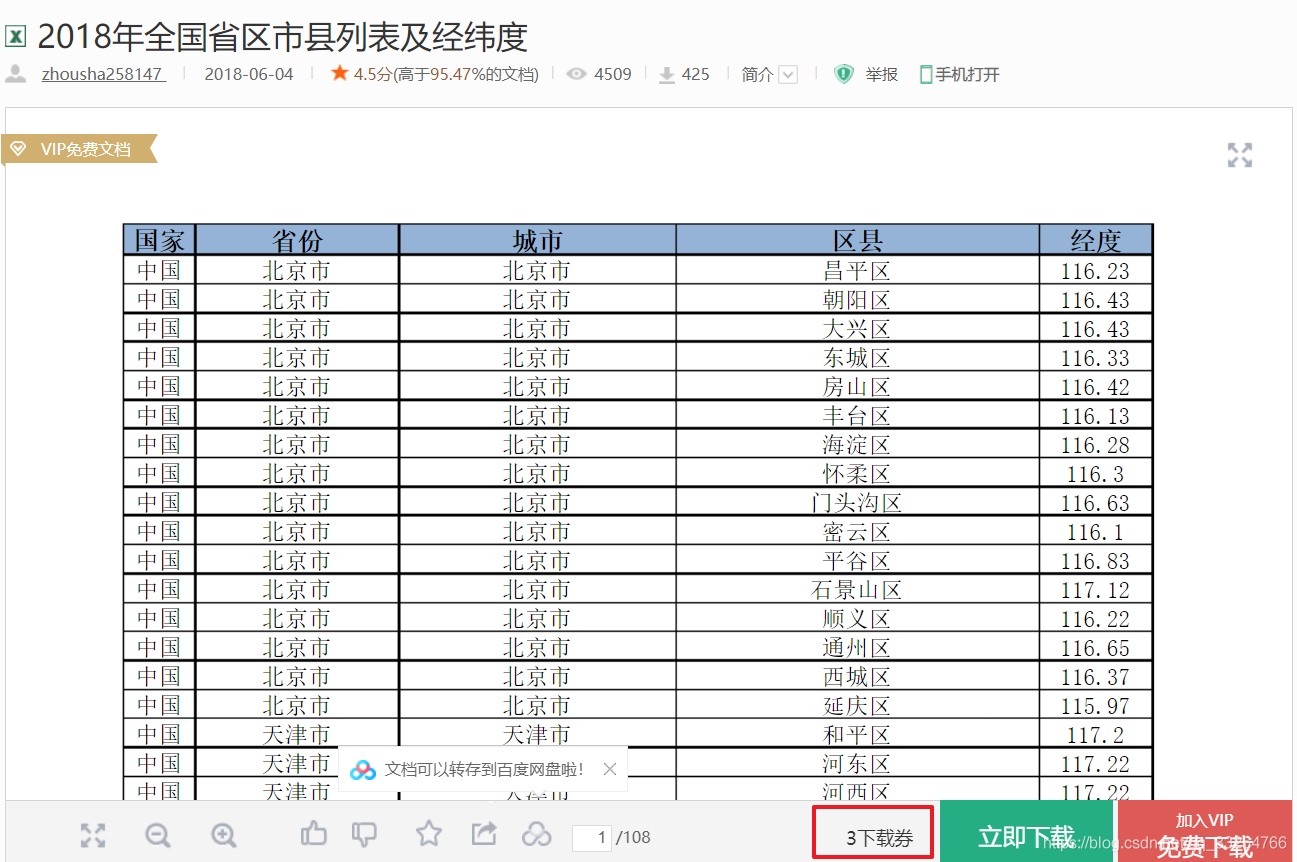 2018年全国省区市县列表及经纬度
zhousha258147 2018-06-04 4.5分(高于95.47%的文档) 4509 425 简介 举报 手机打开
VIP免费文档
国家 省份 城市 区县 经度
中国 北京市 北京市 昌平区 116.23
中国 北京市 北京市 朝阳区 116.43
中国 北京市 北京市 大兴区 116.43
中国 北京市 北京市 东城区 116.33
中国 北京市 北京市 房山区 116.42
中国 北京市 北京市 丰台区 116.13
中国 北京市 北京市 海淀区 116.28
中国 北京市 北京市 怀柔区 116.3
中国 北京市 北京市 门头沟区 116.63
中国 北京市 北京市 密云区 116.1
中国 北京市 北京市 平谷区 116.83
中国 北京市 北京市 石景山区 117.12
中国 北京市 北京市 顺义区 116.22
中国 北京市 北京市 通州区 116.65
中国 北京市 北京市 西城区 116.37
中国 北京市 北京市 延庆区 115.97
中国 天津市 天津市 和平区 117.2
中国 天津市 河东区 117.22
中国 天津市 天津市 河西区 117.22
文档可以转存到百度网盘啦!
1 /108
3下载券
立即下载
加入VIP
免费下载